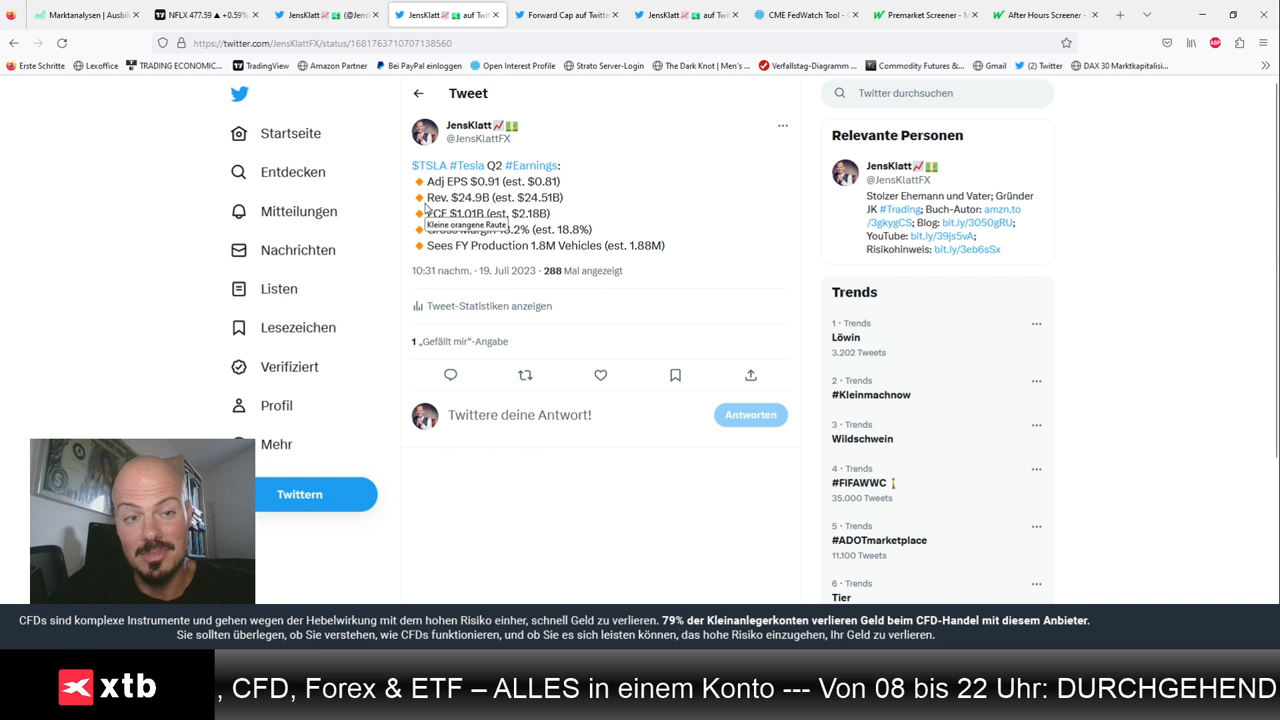 Marktanalysen | Ausbil
NFLX 477.59 ▲ +0.59%
JensKlatt📈💵 (@JensKl
JensKlatt📈💵 auf Twit
Forward Cap auf Twitter
JensKlatt📈💵 auf Twit
CME FedWatch Tool - C
Premarket Screener - M
After Hours Screener -
https://twitter.com/JensKlattFX/status/1681763710707138560
Erste Schritte
Lexoffice
TRADING ECONOMIC...
TradingView
Amazon Partner
Bei PayPal einloggen
Open Interest Profile
Strato Server-Login
The Dark Knot | Men's ...
Verfallstag-Diagramm ...
Commodity Futures &...
Gmail
(2) Twitter
DAX 30 Marktkapitalisi...
Startseite
Entdecken
Mitteilungen
Nachrichten
Listen
Lesezeichen
Verifiziert
Profil
Mehr
Twittern
Tweet
JensKlatt📈💵
@JensKlattFX
$TSLA #Tesla Q2 #Earnings:
🔸Adj EPS $0.91 (est. $0.81)
🔸Rev. $24.9B (est. $24.51B)
FCF $1.01B (est. $2.18B)
Kleine orangene Raute
(est. 18.8%)
🔸Sees FY Production 1.8M Vehicles (est. 1.88M)
10:31 nachm. · 19. Juli 2023 · 288 Mal angezeigt
Tweet-Statistiken anzeigen
1 „Gefällt mir“-Angabe
Twittere deine Antwort!
Antworten
Twitter durchsuchen
Relevante Personen
JensKlatt📈💵
@JensKlattFX
Stolzer Ehemann und Vater; Gründer
JK #Trading; Buch-Autor: amzn.to
/3gkygCS; Blog: bit.ly/3050gRU;
YouTube: bit.ly/39js5vA;
Risikohinweis: bit.ly/3eb6sSx
Trends
1 · Trends
Löwin
3.202 Tweets
2 · Trends
#Kleinmachnow
3 · Trends
Wildschwein
4 · Trends
#FIFAWWC
35.000 Tweets
5 · Trends
#ADOTmarketplace
11.100 Tweets
6 · Trends
Tier
CFDs sind komplexe Instrumente und gehen wegen der Hebelwirkung mit dem hohen Risiko einher, schnell Geld zu verlieren. 79% der Kleinanlegerkonten verlieren Geld beim CFD-Handel mit diesem Anbieter.
Sie sollten überlegen, ob Sie verstehen, wie CFDs funktionieren, und ob Sie es sich leisten können, das hohe Risiko einzugehen, Ihr Geld zu verlieren.
xtb
, CFD, Forex & ETF – ALLES in einem Konto --- Von 08 bis 22 Uhr: DURCHGEHEND